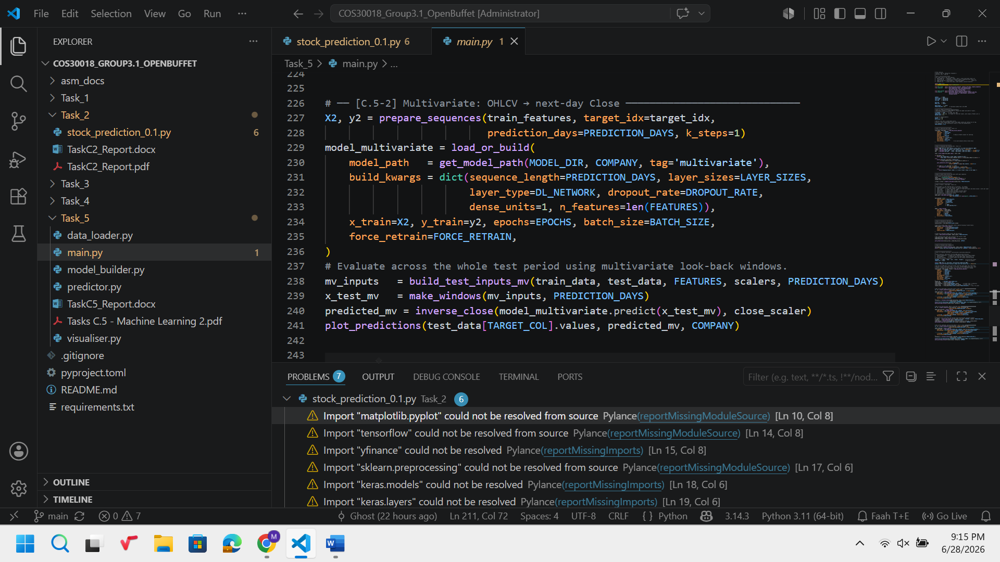 File Edit Selection View Go Run ···
COS30018_Group3.1_OpenBuffet [Administrator]
EXPLORER
COS30018_GROUP3.1_OPENBUFFET
asm_docs
Task_1
Task_2
stock_prediction_0.1.py 6
TaskC2_Report.docx
TaskC2_Report.pdf
Task_3
Task_4
Task_5
data_loader.py
main.py 1
model_builder.py
predictor.py
TaskC5_Report.docx
Tasks C.5 - Machine Learning 2.pdf
visualiser.py
.gitignore
pyproject.toml
README.md
requirements.txt
OUTLINE
TIMELINE
stock_prediction_0.1.py 6
main.py 1
Task_5 > main.py > ...
224
225
226 # —— [C.5-2] Multivariate: OHLCV → next-day Close ————————————————————————————
227 X2, y2 = prepare_sequences(train_features, target_idx=target_idx,
228 prediction_days=PREDICTION_DAYS, k_steps=1)
229 model_multivariate = load_or_build(
230 model_path = get_model_path(MODEL_DIR, COMPANY, tag='multivariate'),
231 build_kwargs = dict(sequence_length=PREDICTION_DAYS, layer_sizes=LAYER_SIZES,
232 layer_type=DL_NETWORK, dropout_rate=DROPOUT_RATE,
233 dense_units=1, n_features=len(FEATURES)),
234 x_train=X2, y_train=y2, epochs=EPOCHS, batch_size=BATCH_SIZE,
235 force_retrain=FORCE_RETRAIN,
236 )
237 # Evaluate across the whole test period using multivariate look-back windows.
238 mv_inputs = build_test_inputs_mv(train_data, test_data, FEATURES, scalers, PREDICTION_DAYS)
239 x_test_mv = make_windows(mv_inputs, PREDICTION_DAYS)
240 predicted_mv = inverse_close(model_multivariate.predict(x_test_mv), close_scaler)
241 plot_predictions(test_data[TARGET_COL].values, predicted_mv, COMPANY)
242
243
PROBLEMS 7 OUTPUT DEBUG CONSOLE TERMINAL PORTS
Filter (e.g. text, **/*.ts, !**/nod...
stock_prediction_0.1.py Task_2 6
Import "matplotlib.pyplot" could not be resolved from source Pylance(reportMissingModuleSource) [Ln 10, Col 8]
Import "tensorflow" could not be resolved from source Pylance(reportMissingModuleSource) [Ln 14, Col 8]
Import "yfinance" could not be resolved Pylance(reportMissingImports) [Ln 15, Col 8]
Import "sklearn.preprocessing" could not be resolved from source Pylance(reportMissingModuleSource) [Ln 17, Col 6]
Import "keras.models" could not be resolved Pylance(reportMissingImports) [Ln 18, Col 6]
Import "keras.layers" could not be resolved Pylance(reportMissingImports) [Ln 19, Col 6]
main 0 7 Ghost (22 hours ago) Ln 211, Col 72 Spaces: 4 UTF-8 CRLF { } Python 3.14.3 Python 3.11 (64-bit) Faah T+E Go Live
M
W
9:15 PM
6/28/2026